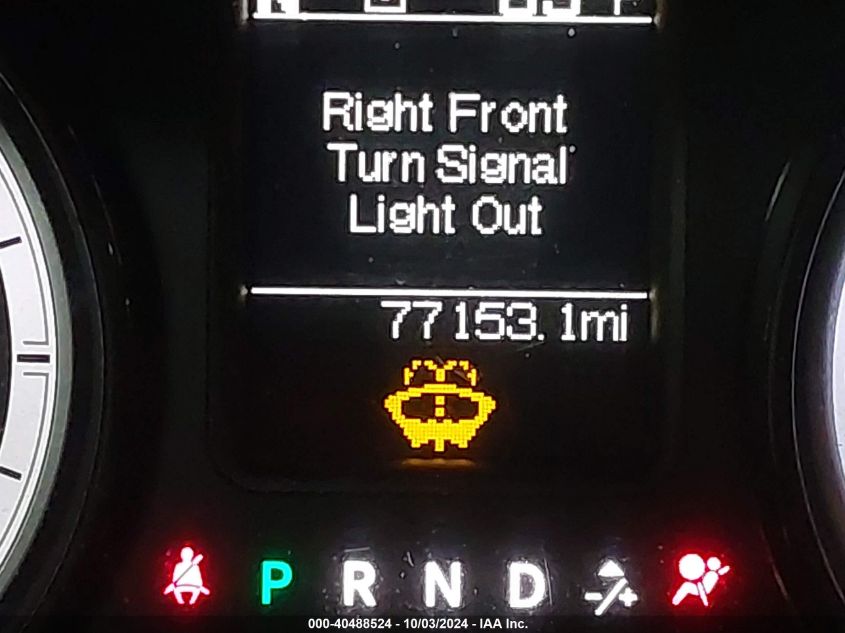 Right Front
Turn Signal
Light Out
77153.1mi
P R N D -/+
000-40488524 - 10/03/2024 - IAA Inc.